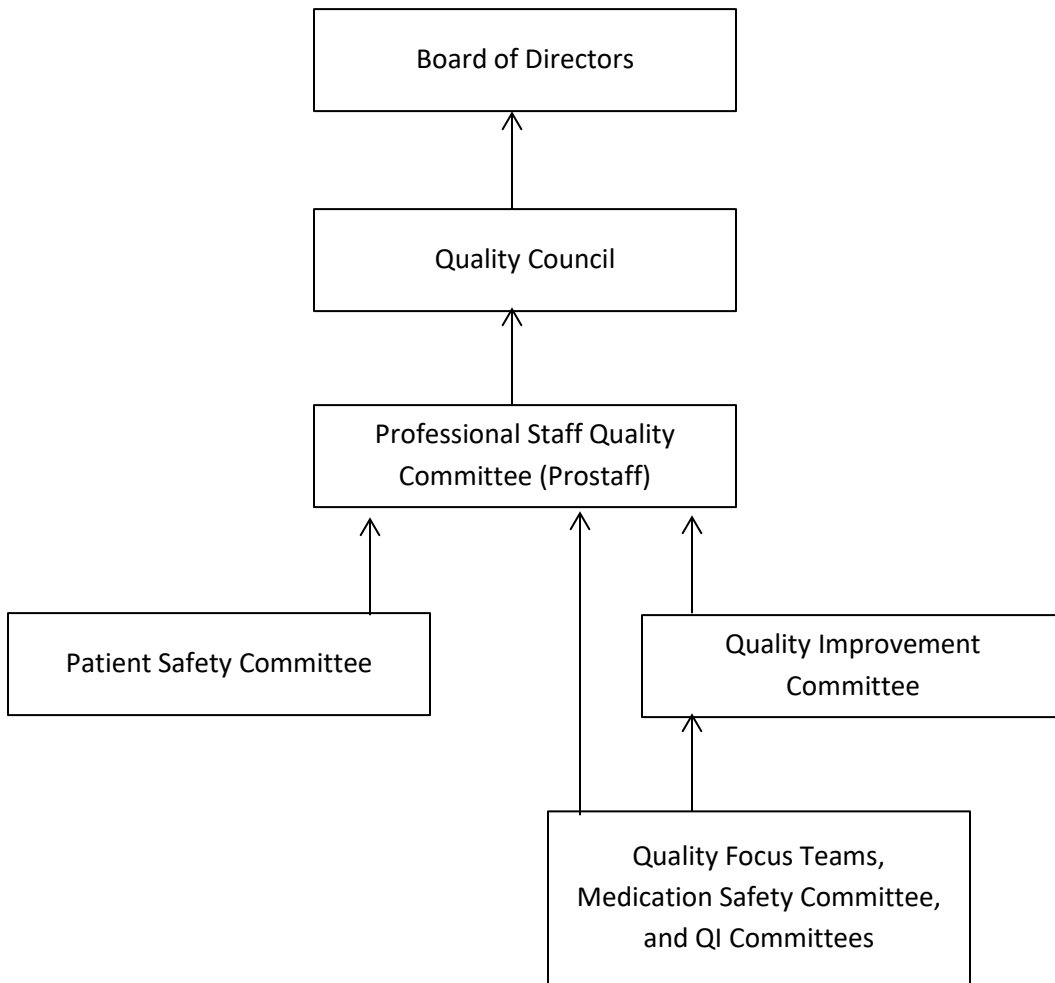 Board of Directors
Quality Council
Professional Staff Quality
Committee (Prostaff)
Patient Safety Committee
Quality Improvement
Committee
Quality Focus Teams,
Medication Safety Committee,
and QI Committees